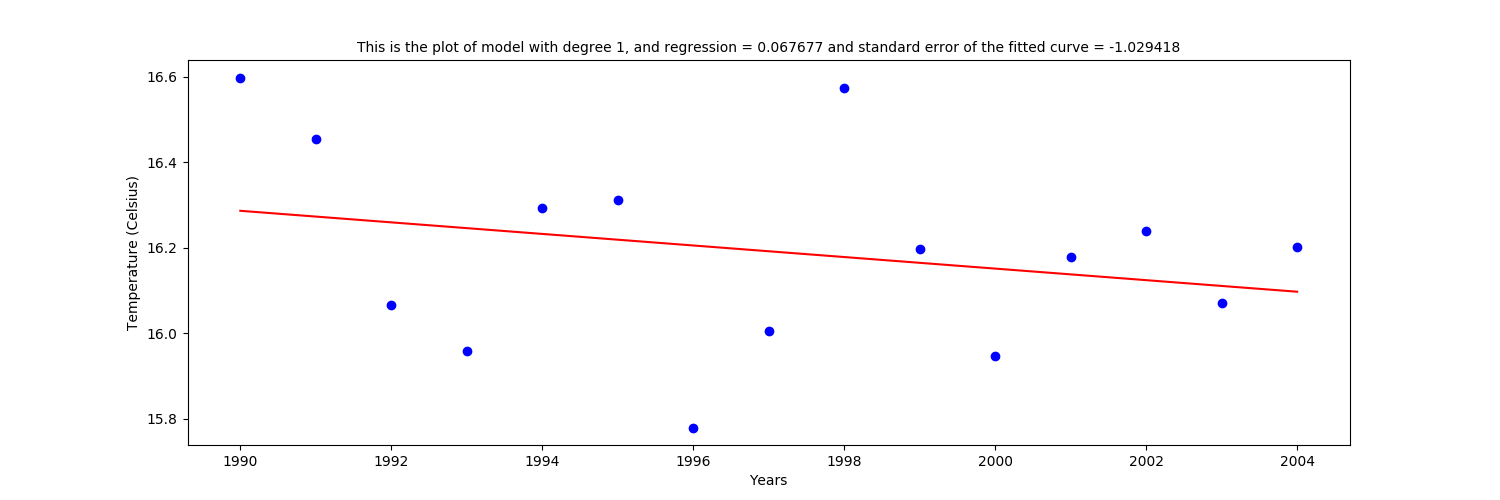 This is the plot of model with degree 1, and regression = 0.067677 and standard error of the fitted curve = -1.029418
Temperature (Celsius)
16.6
16.4
16.2
16.0
15.8
1990 1992 1994 1996 1998 2000 2002 2004
Years